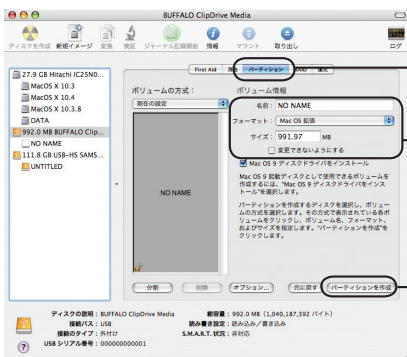 BUFFALO ClipDrive Media
ディスクを作成 新規イメージ 変換 検証 ジャーナル記録開始 情報 マウント 取り出し ログ
27.9 GB Hitachi IC25N0...
MacOS X 10.3
MacOS X 10.4
MacOS X 10.3.8
DATA
992.0 MB BUFFALO Clip...
NO NAME
111.8 GB USB-HS SAMS...
UNTITLED
First Aid 消去 パーティション RAID 復元
ボリュームの方式：
現在の設定
NO NAME
ボリューム情報
名前： NO NAME
フォーマット： Mac OS 拡張
サイズ： 991.97 MB
変更できないようにする
Mac OS 9 ディスクドライバをインストール
Mac OS 9 起動ディスクとして使用できるボリュームを
作成するには、"Mac OS 9 ディスクドライバをインス
トール"を選択します。
パーティションを作成するディスクを選択し、ボリュー
ムの方式を選択します。その方式で表示されている各ボ
リュームをクリックし、ボリューム名、フォーマット、
およびサイズを指定します。"パーティションを作成"を
クリックします。
分割 削除 オプション... 元に戻す パーティションを作成
ディスクの説明：BUFFALO ClipDrive Media 総容量：992.0 MB（1,040,187,392 バイト）
接続バス：USB 読み書き設定：読み込み／書き込み
接続のタイプ：外付け S.M.A.R.T. 状況：非対応
USB シリアル番号：000000000001